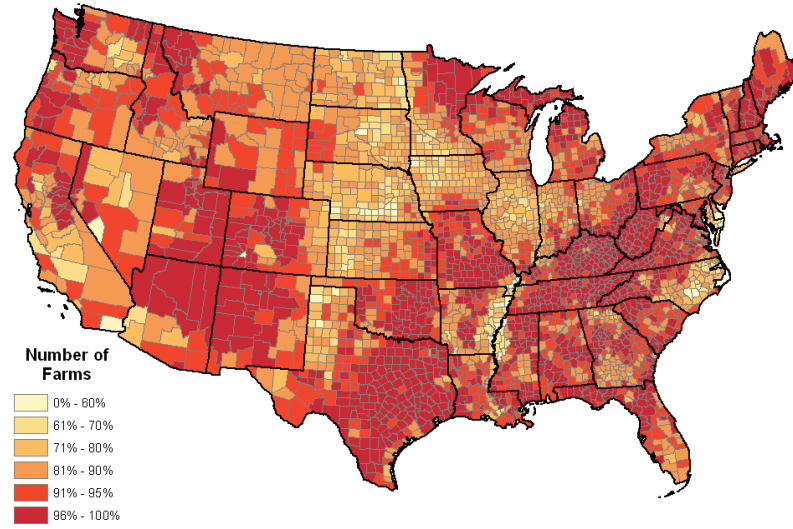 Number of
Farms
0% - 60%
61% - 70%
71% - 80%
81% - 90%
91% - 95%
96% - 100%